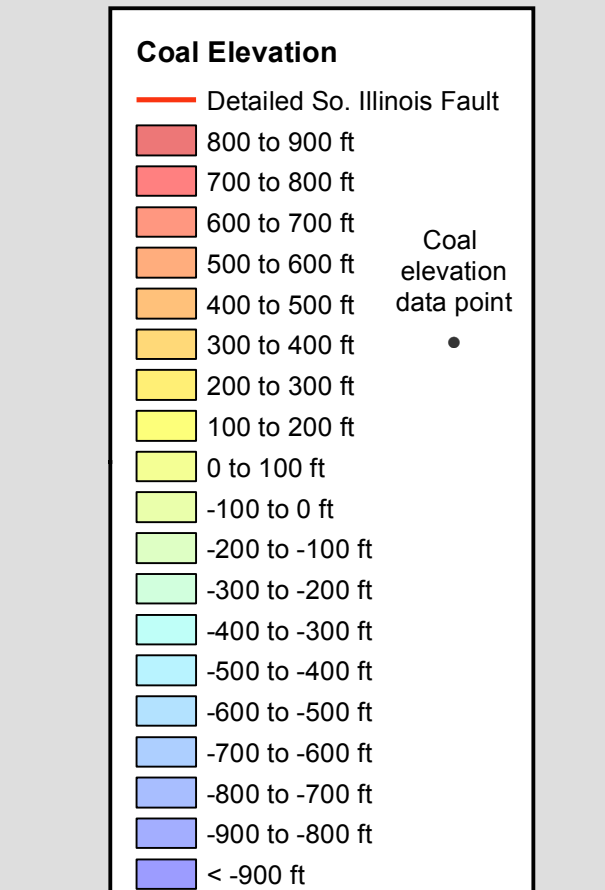 Coal Elevation
Detailed So. Illinois Fault
800 to 900 ft
700 to 800 ft
600 to 700 ft
500 to 600 ft
400 to 500 ft
300 to 400 ft
200 to 300 ft
100 to 200 ft
0 to 100 ft
-100 to 0 ft
-200 to -100 ft
-300 to -200 ft
-400 to -300 ft
-500 to -400 ft
-600 to -500 ft
-700 to -600 ft
-800 to -700 ft
-900 to -800 ft
< -900 ft
Coal
elevation
data point